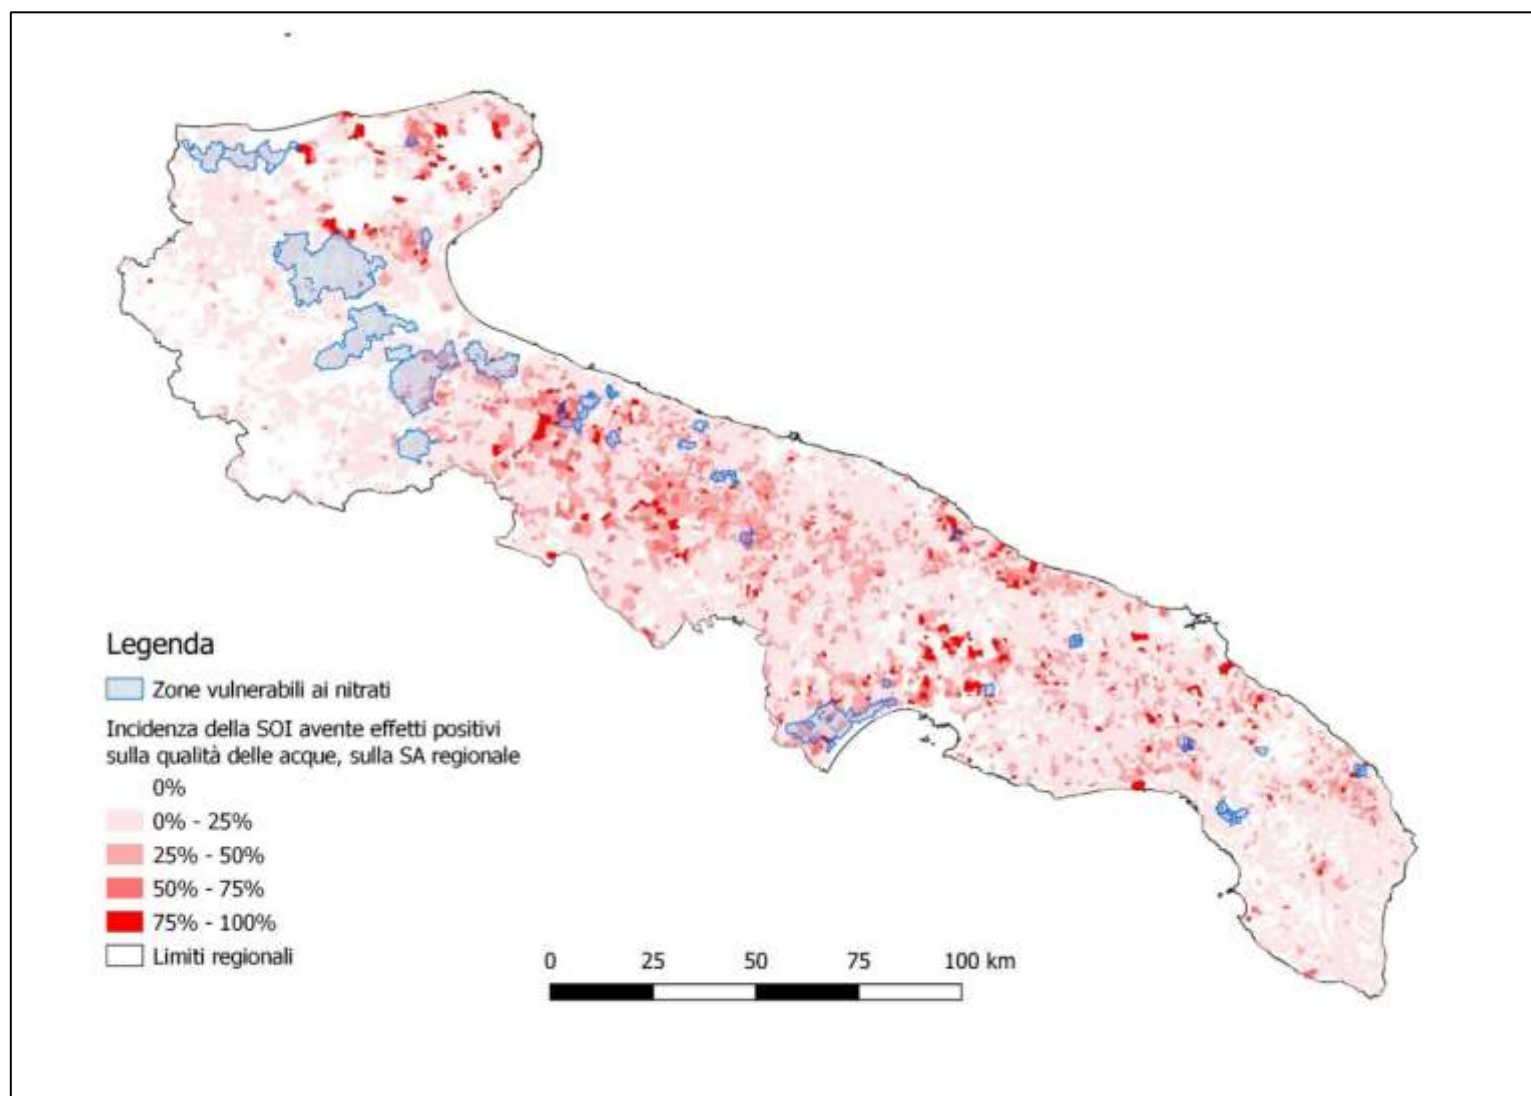 Legenda
Zone vulnerabili ai nitrati
Incidenza della SOI avente effetti positivi
sulla qualità delle acque, sulla SA regionale
0%
0% - 25%
25% - 50%
50% - 75%
75% - 100%
Limiti regionali
0 25 50 75 100 km